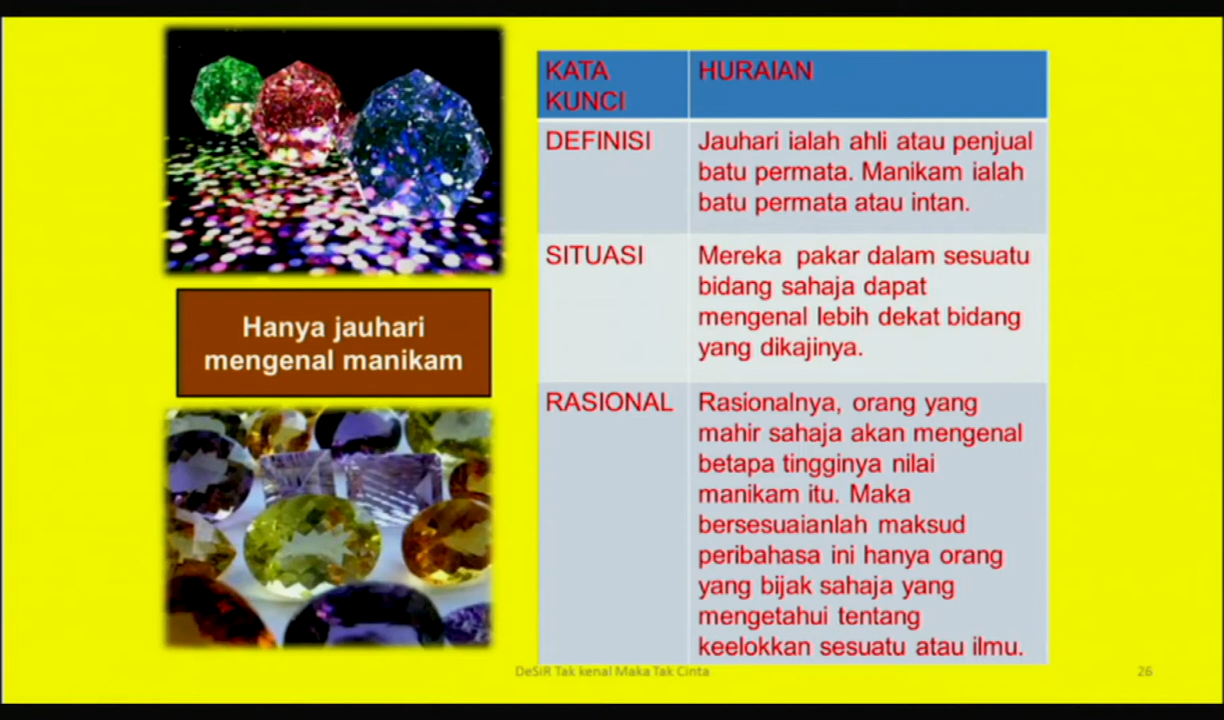 Hanya jauhari
mengenal manikam
KATA
KUNCI
HURAIAN
DEFINISI
Jauhari ialah ahli atau penjual
batu permata. Manikam ialah
batu permata atau intan.
SITUASI
Mereka pakar dalam sesuatu
bidang sahaja dapat
mengenal lebih dekat bidang
yang dikajinya.
RASIONAL
Rasionalnya, orang yang
mahir sahaja akan mengenal
betapa tingginya nilai
manikam itu. Maka
bersesuaianlah maksud
peribahasa ini hanya orang
yang bijak sahaja yang
mengetahui tentang
keelokkan sesuatu atau ilmu.
DeSiR Tak kenal Maka Tak Cinta
26